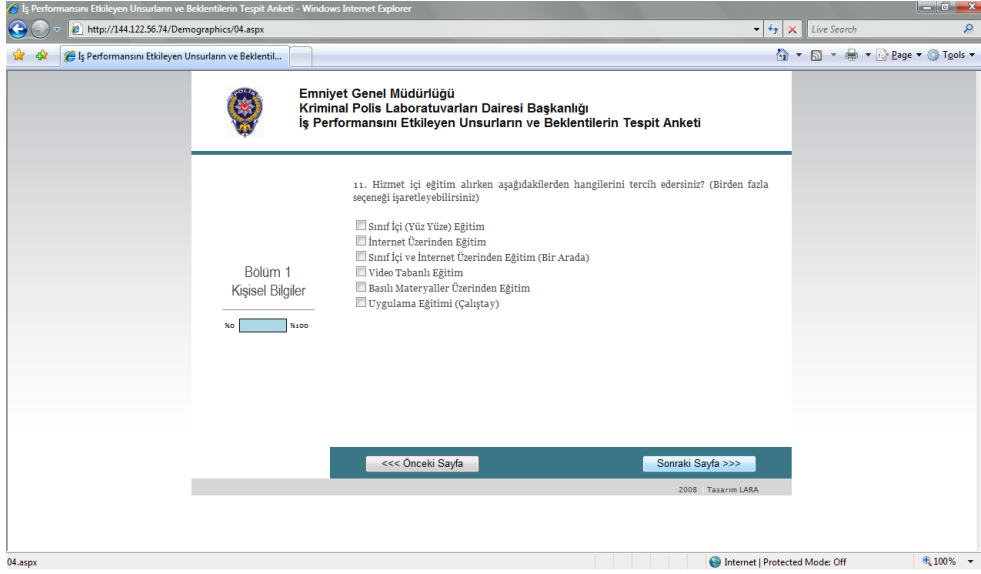 İş Performansını Etkileyen Unsurların ve Beklentilerin Tespit Anketi - Windows Internet Explorer
http://144.122.56.74/Demographics/04.aspx
Live Search
İş Performansını Etkileyen Unsurların ve Beklentil...
Page
Tools
POLİS
Emniyet Genel Müdürlüğü
Kriminal Polis Laboratuvarları Dairesi Başkanlığı
İş Performansını Etkileyen Unsurların ve Beklentilerin Tespit Anketi
11. Hizmet içi eğitim alırken aşağıdakilerden hangilerini tercih edersiniz? (Birden fazla
seçeneği işaretleyebilirsiniz)
Sınıf İçi (Yüz Yüze) Eğitim
İnternet Üzerinden Eğitim
Sınıf İçi ve İnternet Üzerinden Eğitim (Bir Arada)
Video Tabanlı Eğitim
Basılı Materyaller Üzerinden Eğitim
Uygulama Eğitimi (Çalıştay)
Bölüm 1
Kişisel Bilgiler
%0 %100
<<< Önceki Sayfa
Sonraki Sayfa >>>
2008 | Tasarım LARA
04.aspx
Internet | Protected Mode: Off
100%